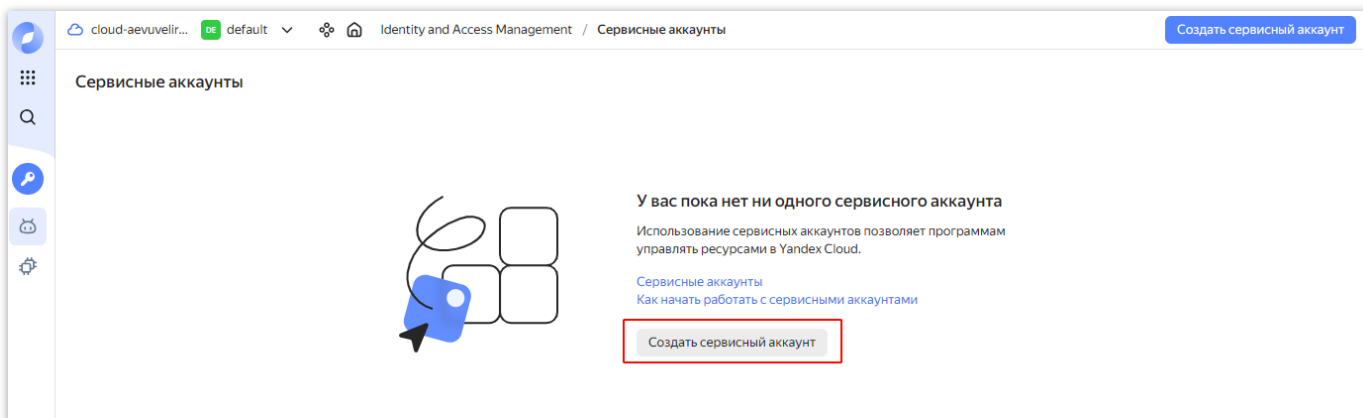 cloud-aevuvelir... DE default Identity and Access Management / Сервисные аккаунты Создать сервисный аккаунт
Сервисные аккаунты
У вас пока нет ни одного сервисного аккаунта
Использование сервисных аккаунтов позволяет программам
управлять ресурсами в Yandex Cloud.
Сервисные аккаунты
Как начать работать с сервисными аккаунтами
Создать сервисный аккаунт